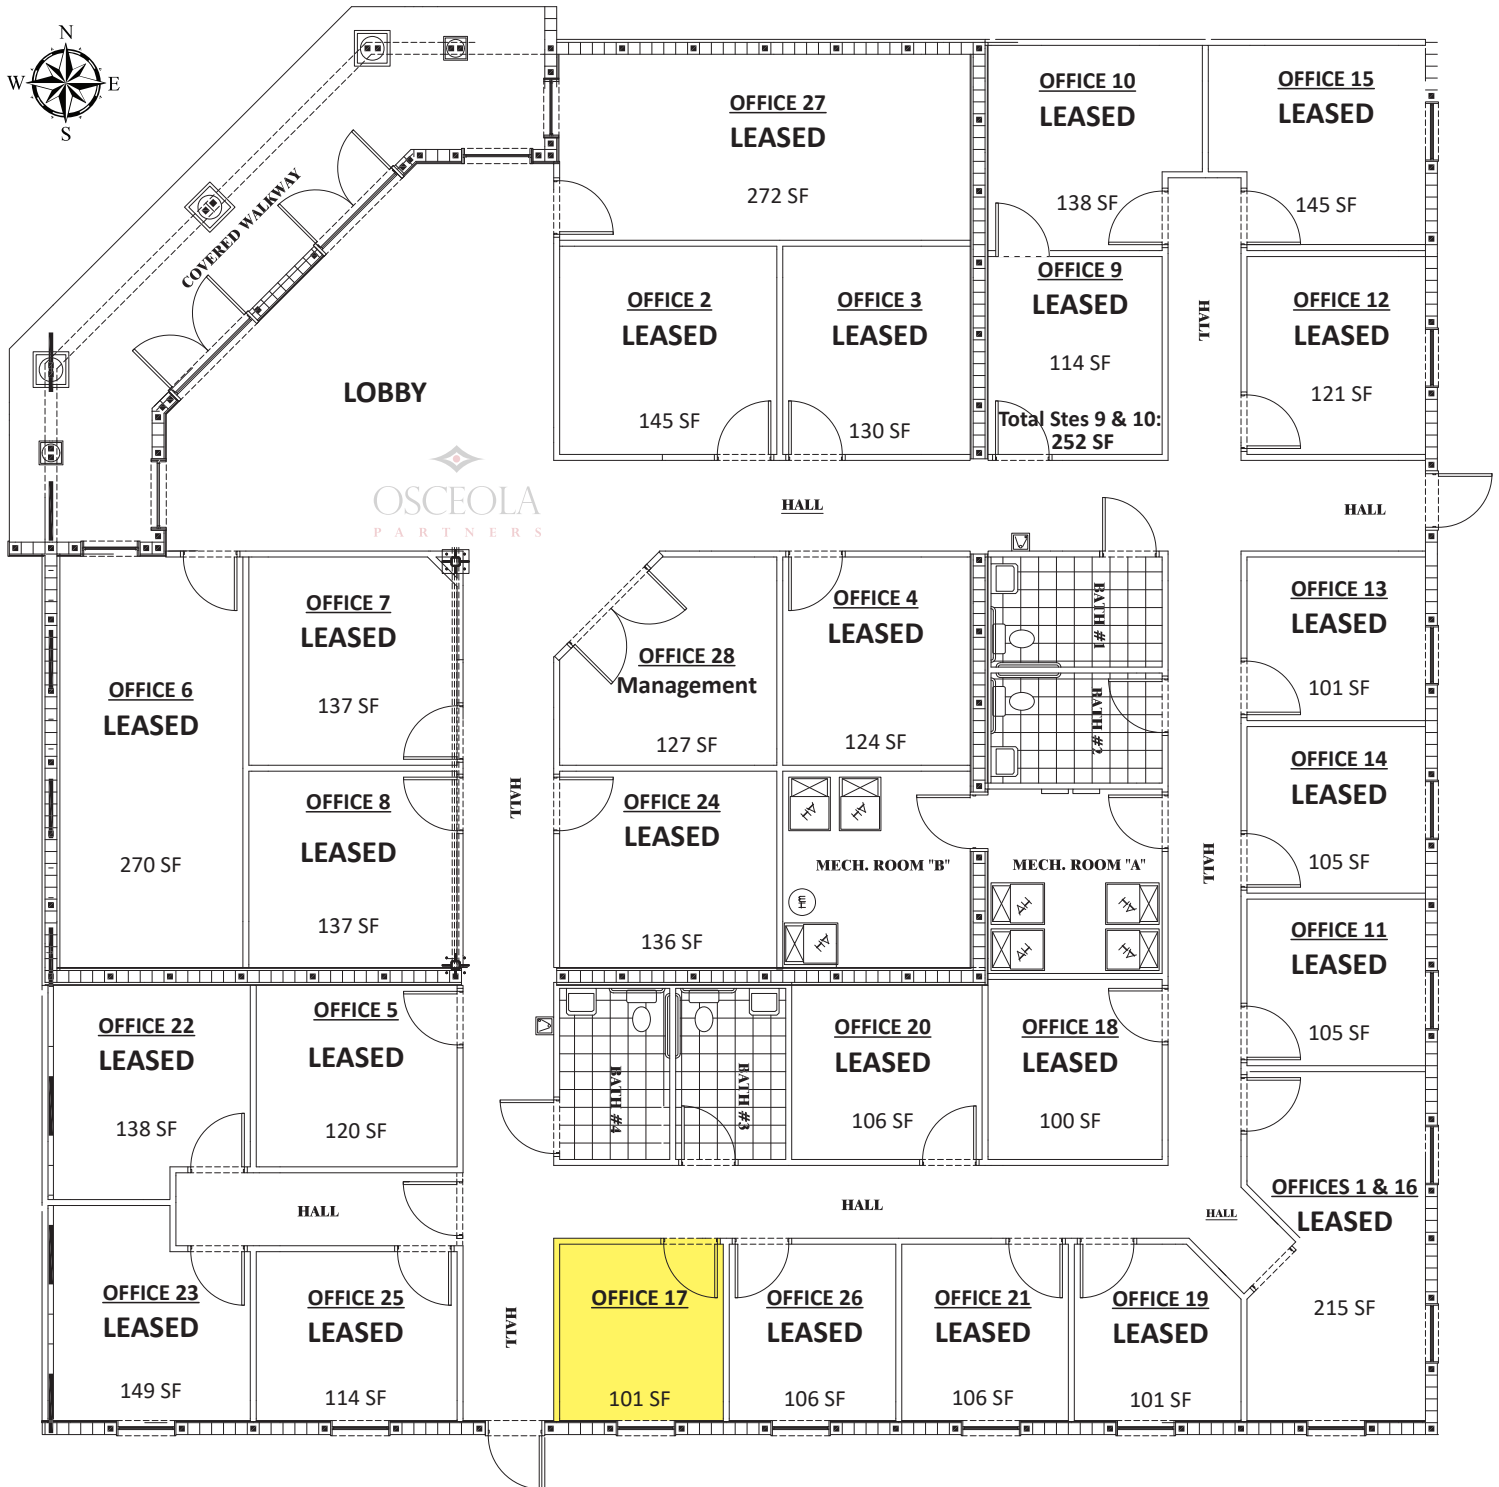 N
W
E
S
COVERED WALKWAY
LOBBY
OSCEOLA
PARTNERS
OFFICE 27
LEASED
272 SF
OFFICE 10
LEASED
138 SF
OFFICE 15
LEASED
145 SF
OFFICE 2
LEASED
145 SF
OFFICE 3
LEASED
130 SF
OFFICE 9
LEASED
114 SF
Total Stes 9 & 10:
252 SF
HALL
OFFICE 12
LEASED
121 SF
HALL
HALL
OFFICE 6
LEASED
270 SF
OFFICE 7
LEASED
137 SF
OFFICE 8
LEASED
137 SF
HALL
OFFICE 28
Management
127 SF
OFFICE 4
LEASED
124 SF
BATH #1
BATH #2
OFFICE 13
LEASED
101 SF
OFFICE 24
LEASED
136 SF
AH
AH
MECH. ROOM "B"
HW
AH
MECH. ROOM "A"
AH
AH
AH
AH
HALL
OFFICE 14
LEASED
105 SF
OFFICE 11
LEASED
105 SF
OFFICE 22
LEASED
138 SF
OFFICE 5
LEASED
120 SF
BATH #4
BATH #3
OFFICE 20
LEASED
106 SF
OFFICE 18
LEASED
100 SF
OFFICES 1 & 16
LEASED
215 SF
HALL
HALL
HALL
OFFICE 23
LEASED
149 SF
OFFICE 25
LEASED
114 SF
HALL
OFFICE 17
101 SF
OFFICE 26
LEASED
106 SF
OFFICE 21
LEASED
106 SF
OFFICE 19
LEASED
101 SF